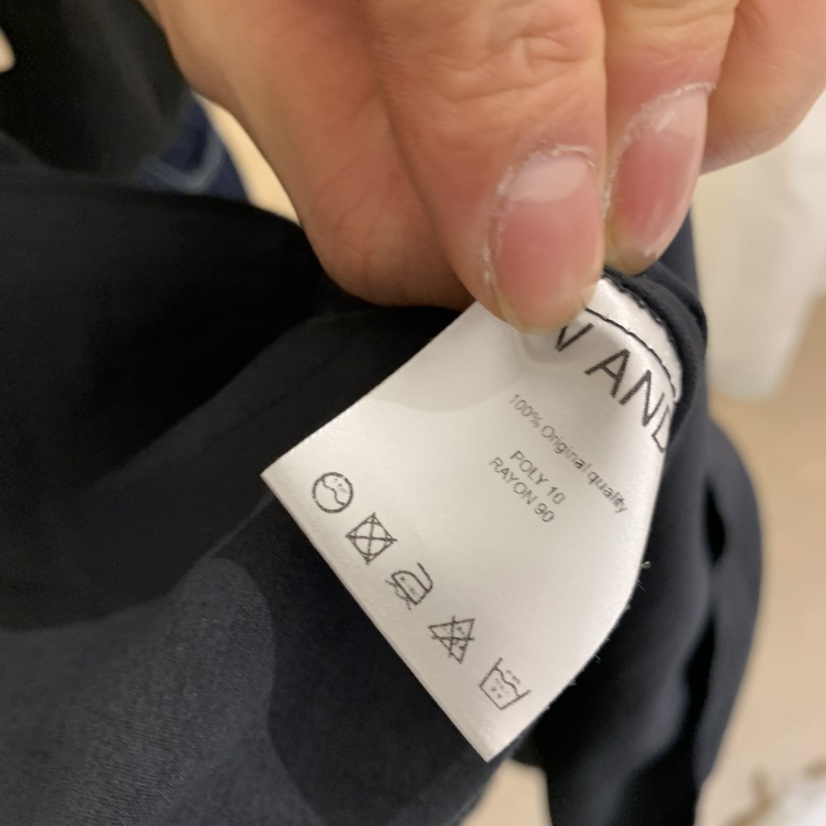 V AND
100% Original quality
POLY 10
RAYON 90